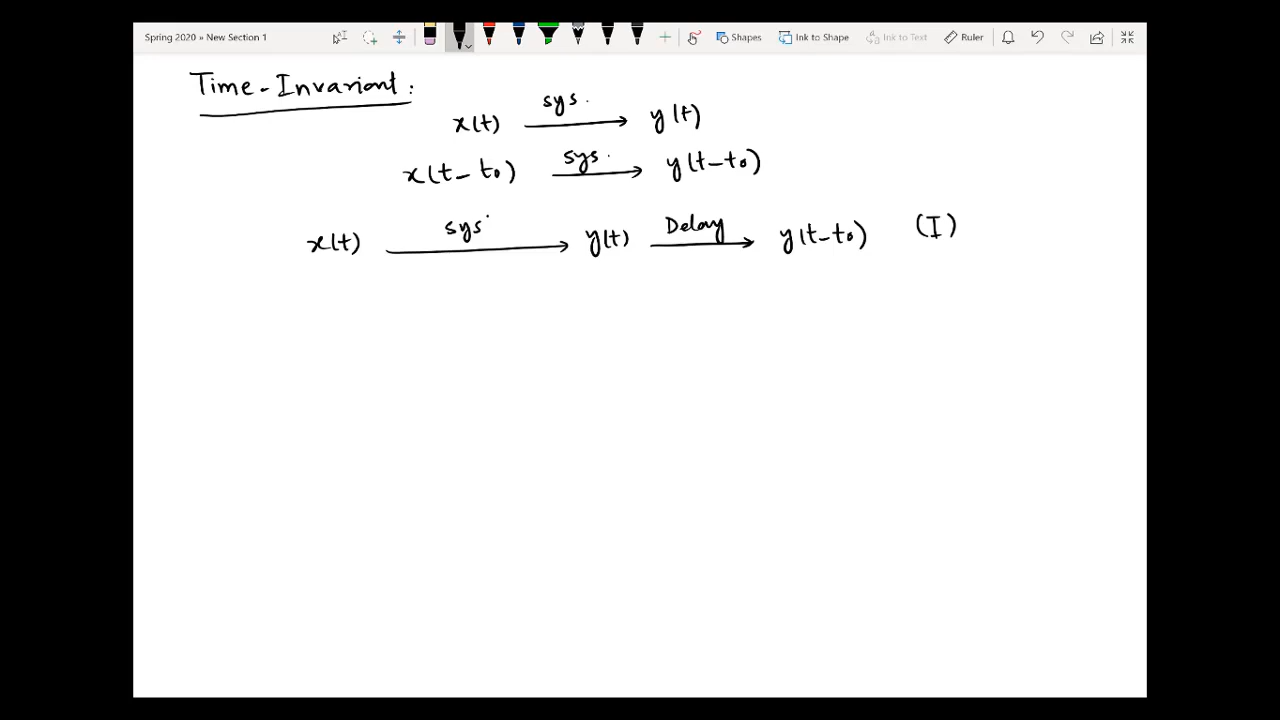 Spring 2020 » New Section 1 Shapes Ink to Shape Ink to Text Ruler
Time-Invariant:
x(t) sys. → y(t)
x(t-t₀) sys. → y(t-t₀)
x(t) sys → y(t) Delay → y(t-t₀) (I)